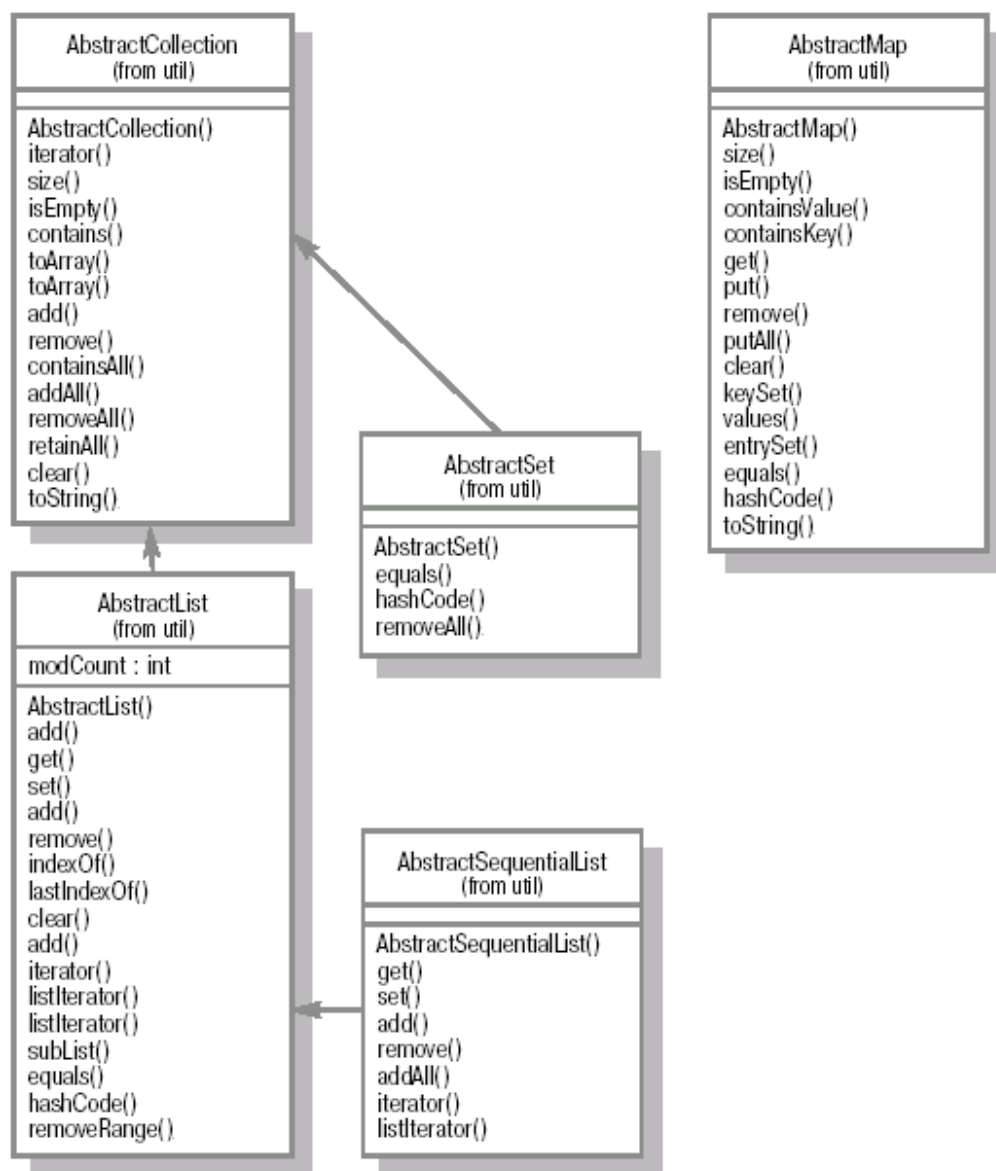 AbstractCollection
(from util)
AbstractCollection()
iterator()
size()
isEmpty()
contains()
toArray()
toArray()
add()
remove()
containsAll()
addAll()
removeAll()
retainAll()
clear()
toString()
AbstractMap
(from util)
AbstractMap()
size()
isEmpty()
containsValue()
containsKey()
get()
put()
remove()
putAll()
clear()
keySet()
values()
entrySet()
equals()
hashCode()
toString()
AbstractSet
(from util)
AbstractSet()
equals()
hashCode()
removeAll()
AbstractList
(from util)
modCount : int
AbstractList()
add()
get()
set()
add()
remove()
indexOf()
lastIndexOf()
clear()
add()
iterator()
listIterator()
listIterator()
subList()
equals()
hashCode()
removeRange()
AbstractSequentialList
(from util)
AbstractSequentialList()
get()
set()
add()
remove()
addAll()
iterator()
listIterator()